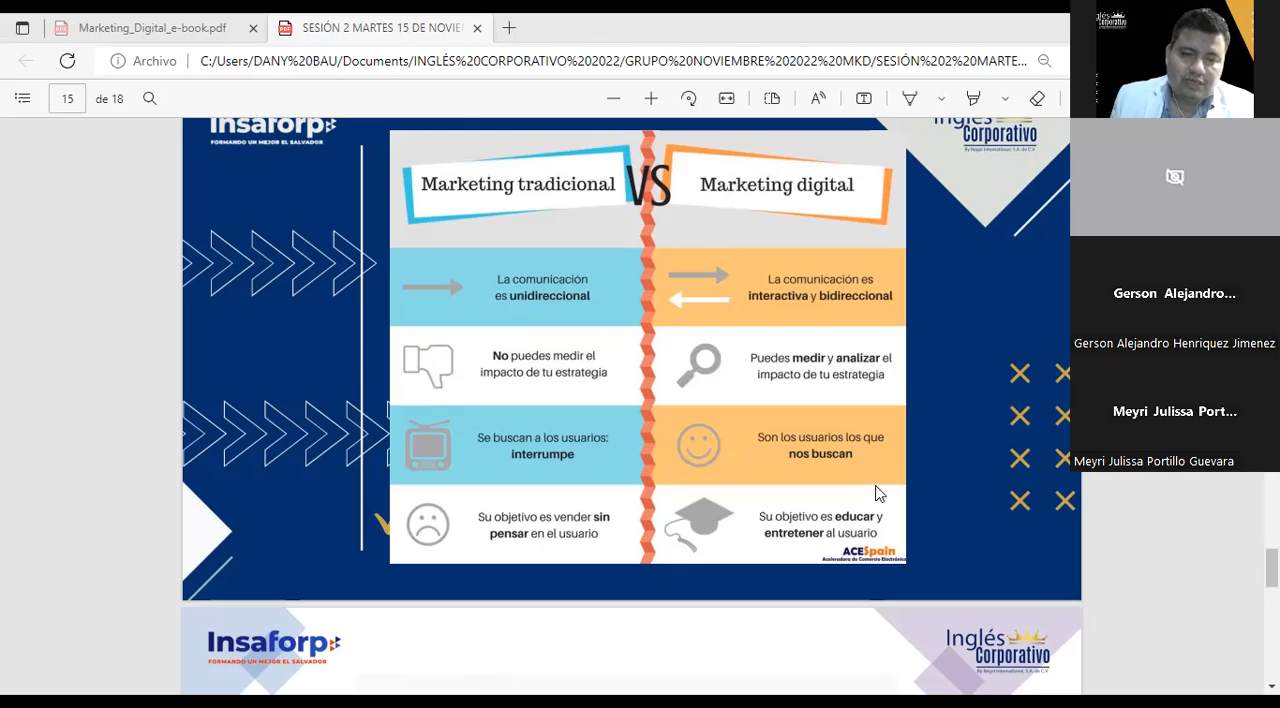 Marketing_Digital_e-book.pdf
SESIÓN 2 MARTES 15 DE NOVIE
Archivo
C:/Users/DANY%20BAU/Documents/INGLÉS%20CORPORATIVO%202022/GRUPO%20NOVIEMBRE%202022%20MKD/SESIÓN%202%20MARTE...
15
de 18
Insaforp
FORMANDO UN MEJOR EL SALVADOR
Inglés
Corporativo
Marketing tradicional
VS
Marketing digital
La comunicación
es unidireccional
La comunicación es
interactiva y bidireccional
No puedes medir el
impacto de tu estrategia
Puedes medir y analizar el
impacto de tu estrategia
Se buscan a los usuarios:
interrumpe
Son los usuarios los que
nos buscan
Su objetivo es vender sin
pensar en el usuario
Su objetivo es educar y
entretener al usuario
ACESpain
Aceleradora de Comercio Electrónico
Insaforp
FORMANDO UN MEJOR EL SALVADOR
Inglés
Corporativo
Gerson Alejandro...
Gerson Alejandro Henriquez Jimenez
Meyri Julissa Port...
Meyri Julissa Portillo Guevara